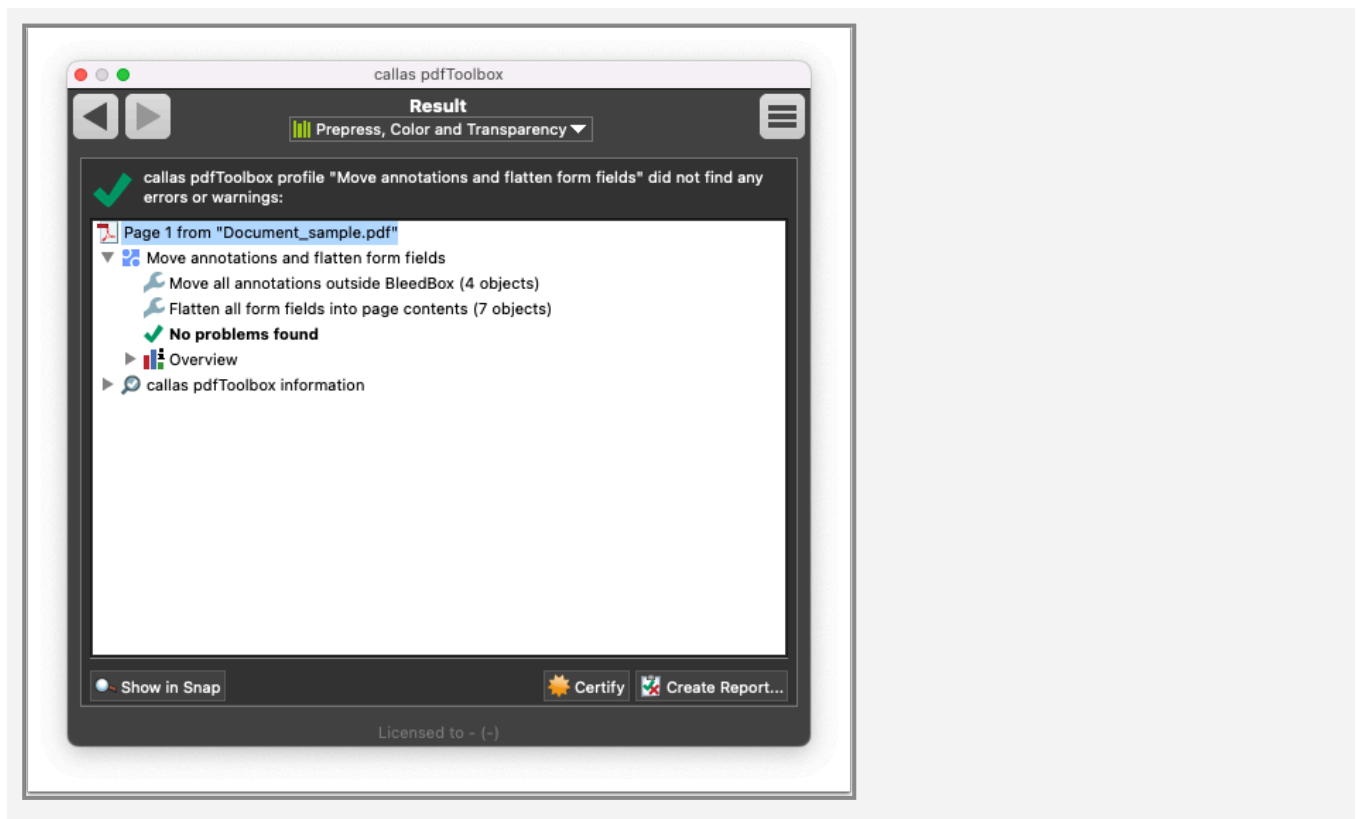 callas pdfToolbox
Result
Prepress, Color and Transparency
callas pdfToolbox profile "Move annotations and flatten form fields" did not find any
errors or warnings:
Page 1 from "Document_sample.pdf"
Move annotations and flatten form fields
Move all annotations outside BleedBox (4 objects)
Flatten all form fields into page contents (7 objects)
No problems found
Overview
callas pdfToolbox information
Show in Snap
Certify
Create Report...
Licensed to - (-)